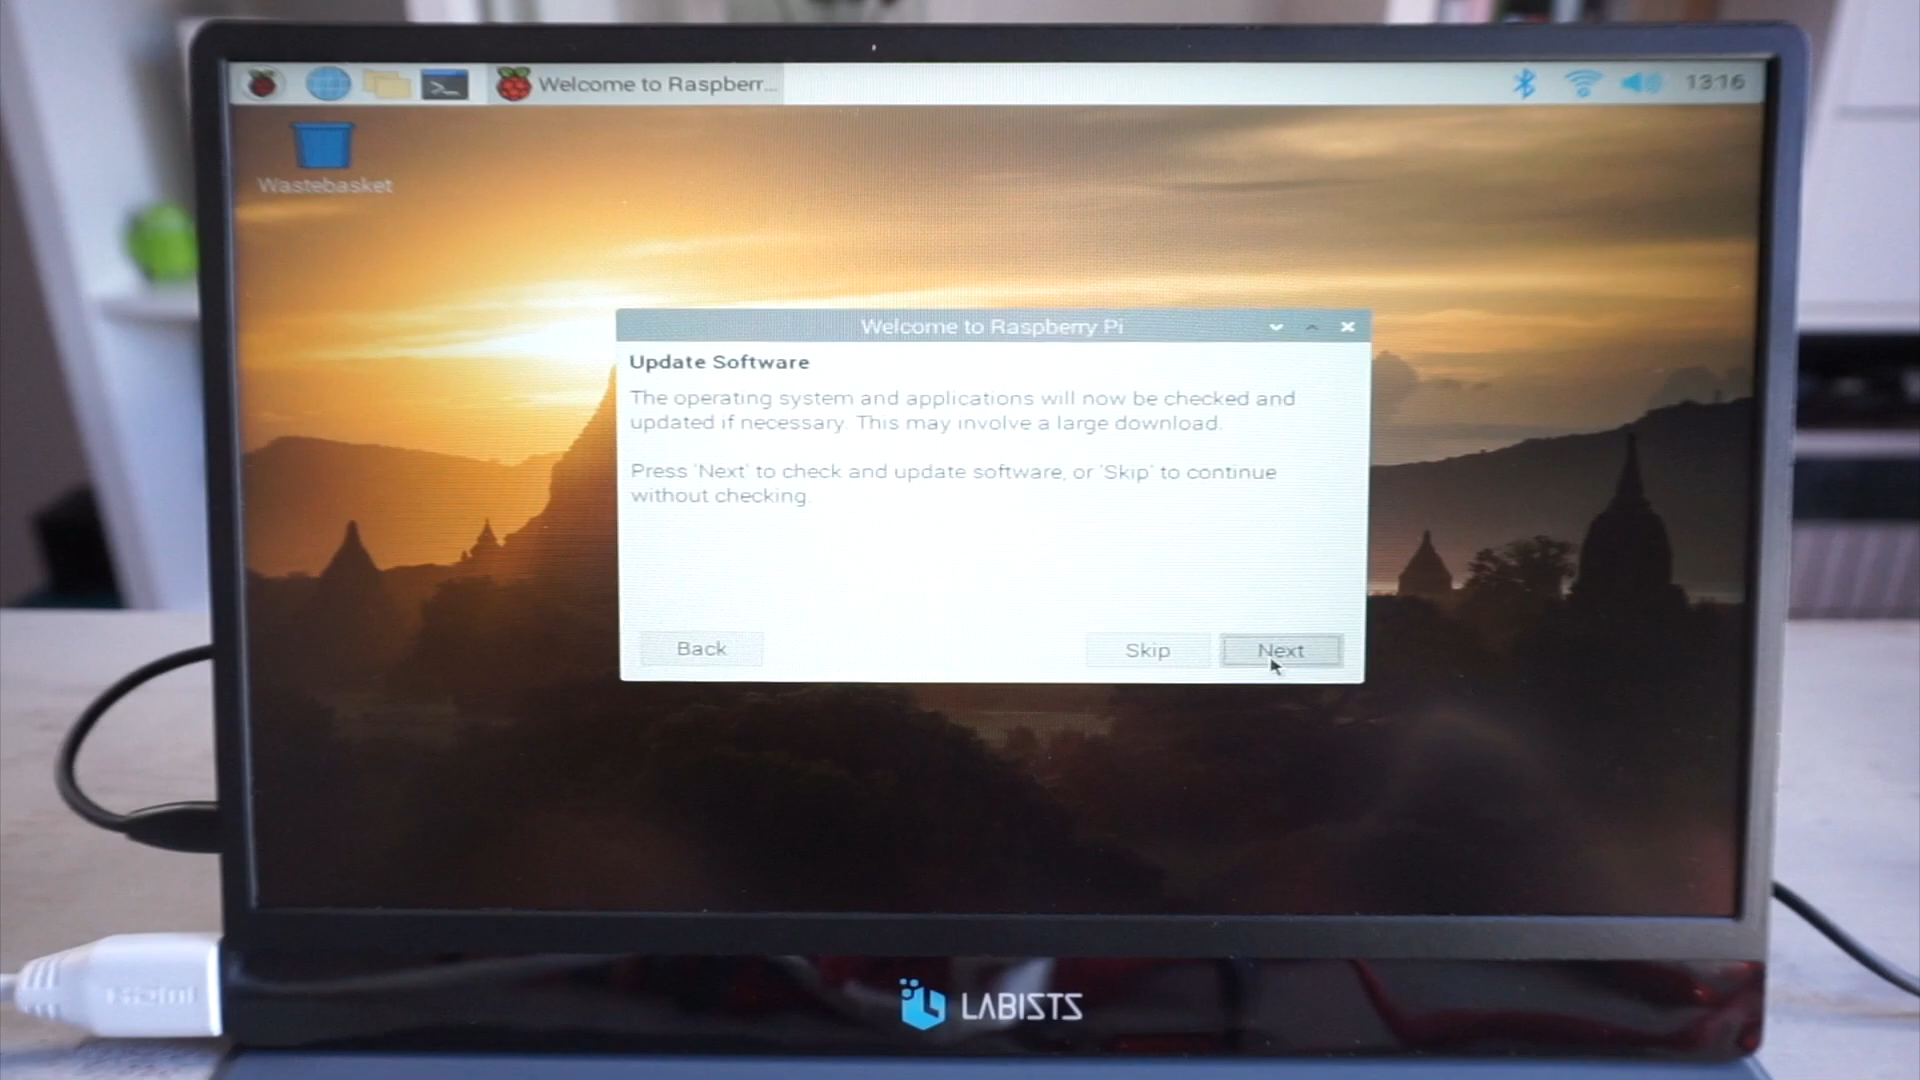 Welcome to Raspberr...
13:16
Wastebasket
Welcome to Raspberry Pi
Update Software
The operating system and applications will now be checked and
updated if necessary. This may involve a large download.
Press 'Next' to check and update software, or 'Skip' to continue
without checking.
Back
Skip
Next
HDMI
LABISTS